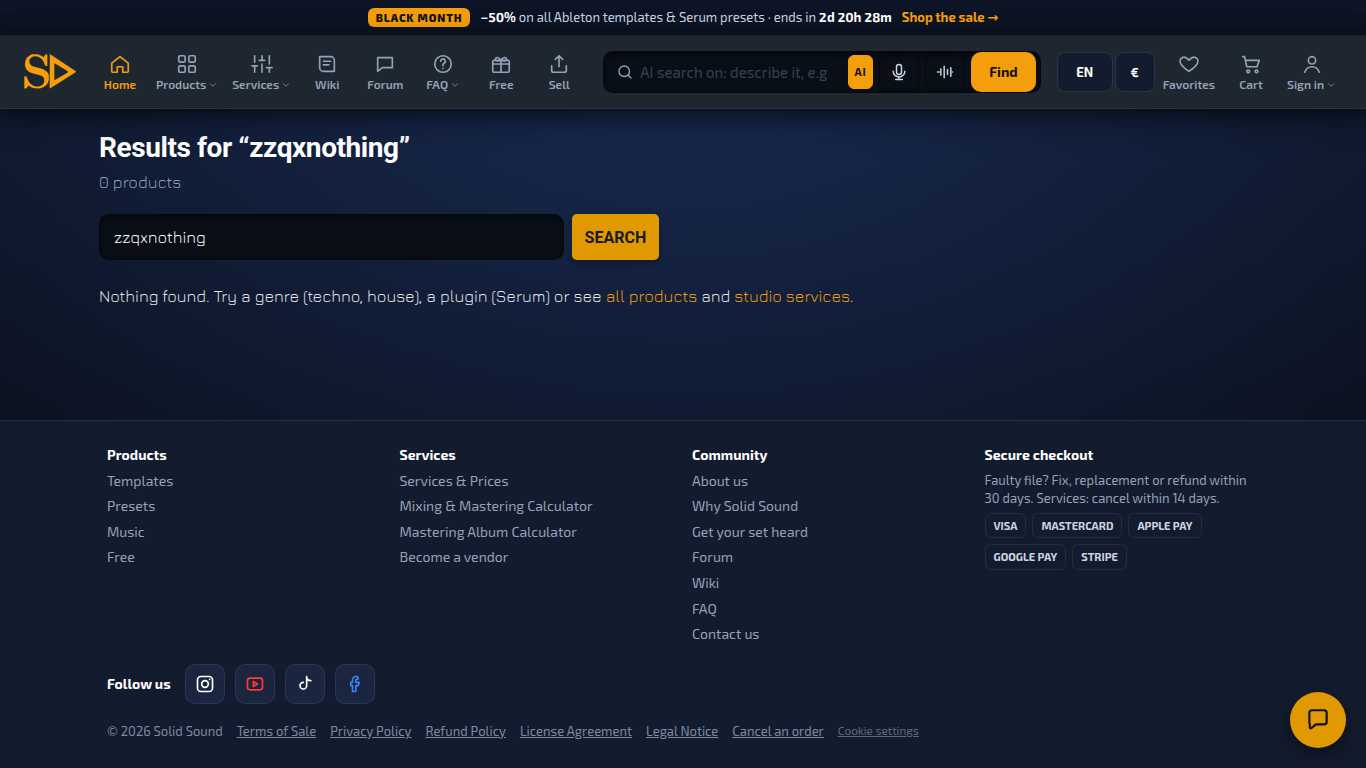 BLACK MONTH −50% on all Ableton templates & Serum presets · ends in 2d 20h 28m Shop the sale →
Home Products Services Wiki Forum FAQ Free Sell AI search on: describe it, e.g AI Find EN € Favorites Cart Sign in
Results for “zzqxnothing”
0 products
zzqxnothing SEARCH
Nothing found. Try a genre (techno, house), a plugin (Serum) or see all products and studio services.
Products
Templates
Presets
Music
Free
Services
Services & Prices
Mixing & Mastering Calculator
Mastering Album Calculator
Become a vendor
Community
About us
Why Solid Sound
Get your set heard
Forum
Wiki
FAQ
Contact us
Secure checkout
Faulty file? Fix, replacement or refund within
30 days. Services: cancel within 14 days.
VISA MASTERCARD APPLE PAY
GOOGLE PAY STRIPE
Follow us
© 2026 Solid Sound Terms of Sale Privacy Policy Refund Policy License Agreement Legal Notice Cancel an order Cookie settings